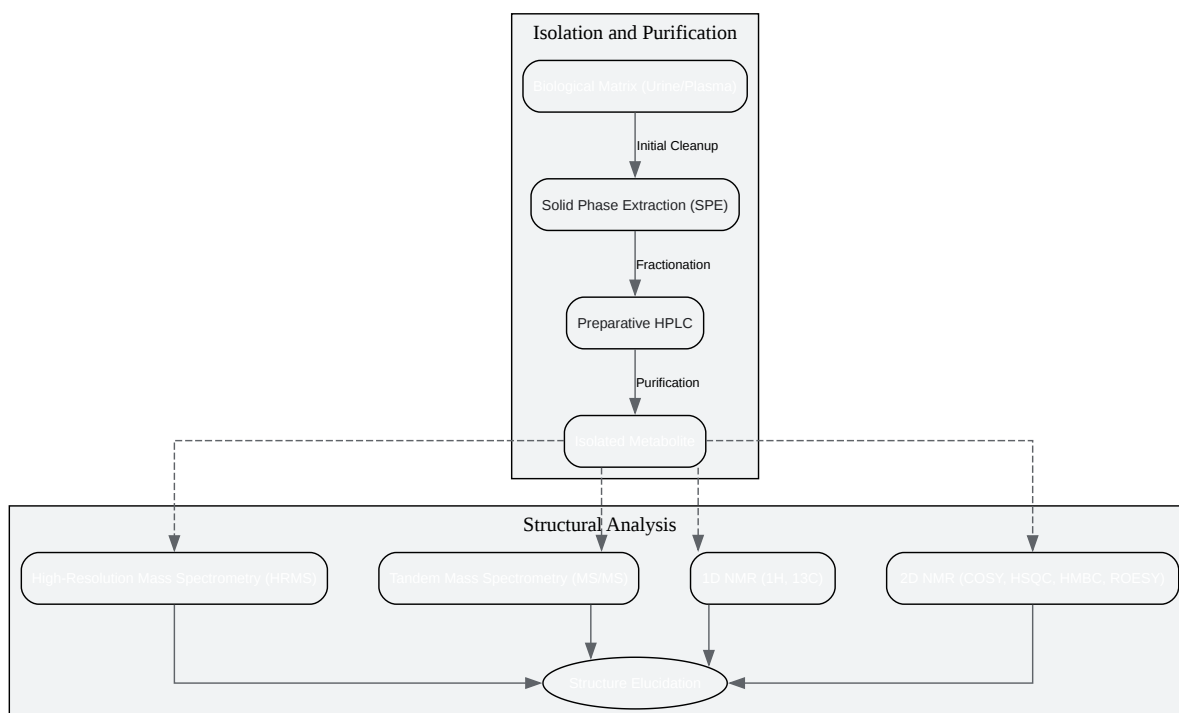 Isolation and Purification
Biological Matrix (Urine/Plasma)
Initial Cleanup
Solid Phase Extraction (SPE)
Fractionation
Preparative HPLC
Purification
Isolated Metabolite
Structural Analysis
High-Resolution Mass Spectrometry (HRMS)
Tandem Mass Spectrometry (MS/MS)
1D NMR (1H, 13C)
2D NMR (COSY, HSQC, HMBC, ROESY)
Structure Elucidation